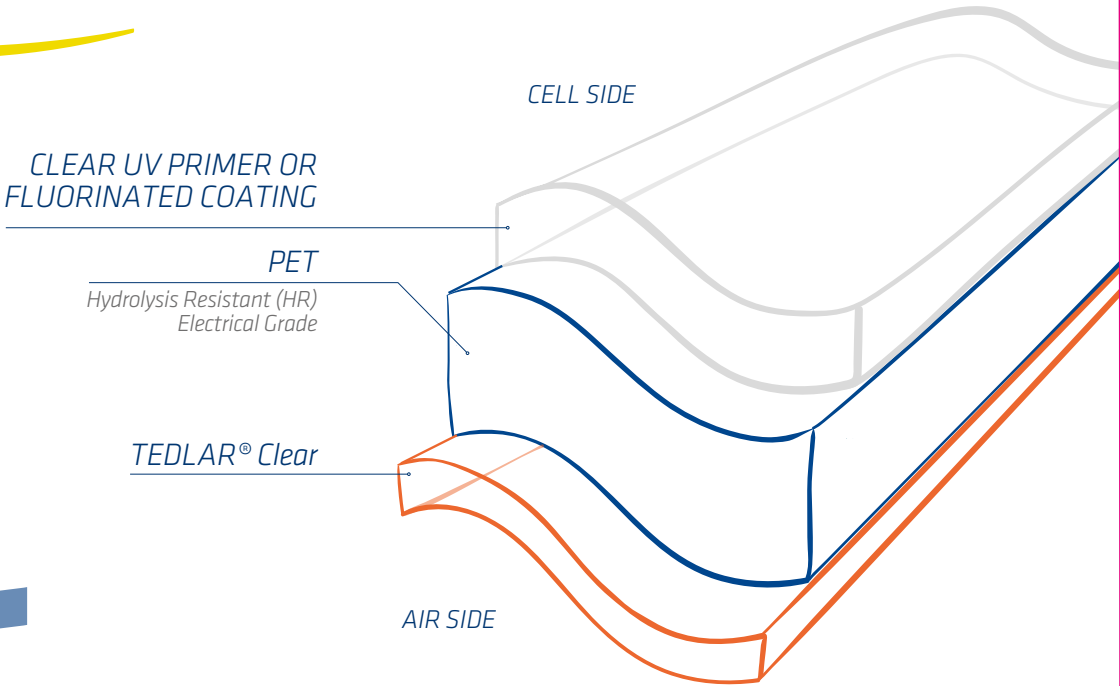 CELL SIDE
CLEAR UV PRIMER OR
FLUORINATED COATING
PET
Hydrolysis Resistant (HR)
Electrical Grade
TEDLAR® Clear
AIR SIDE